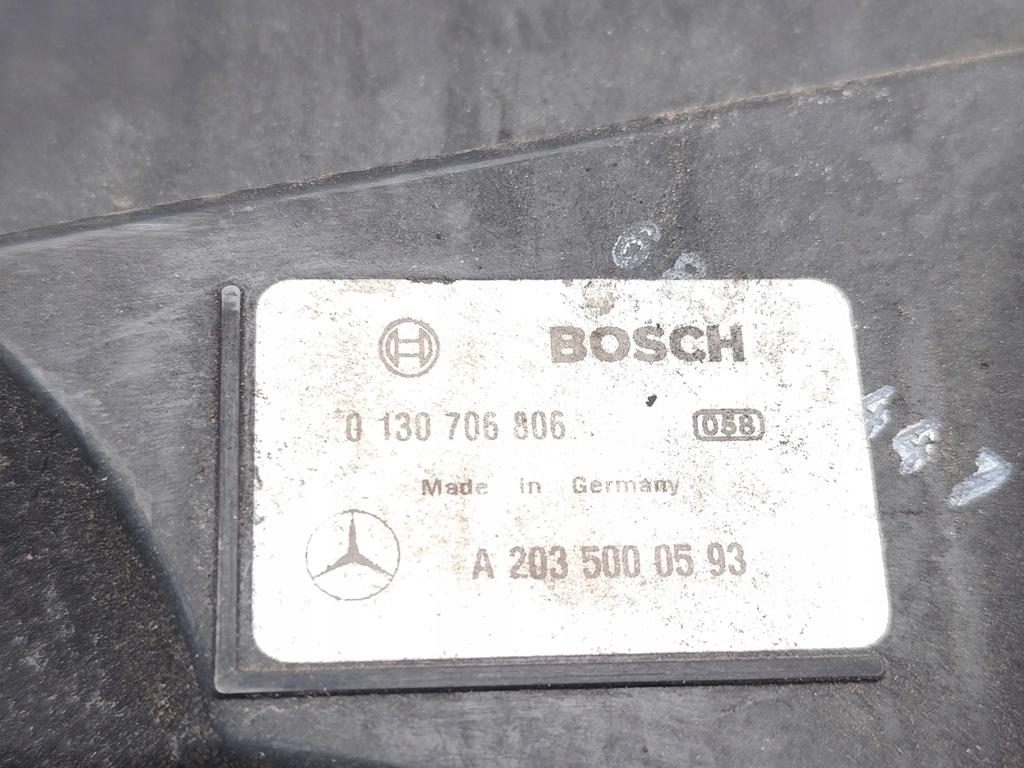 BOSCH
0 130 706 806 058
Made in Germany
A 203 500 05 93